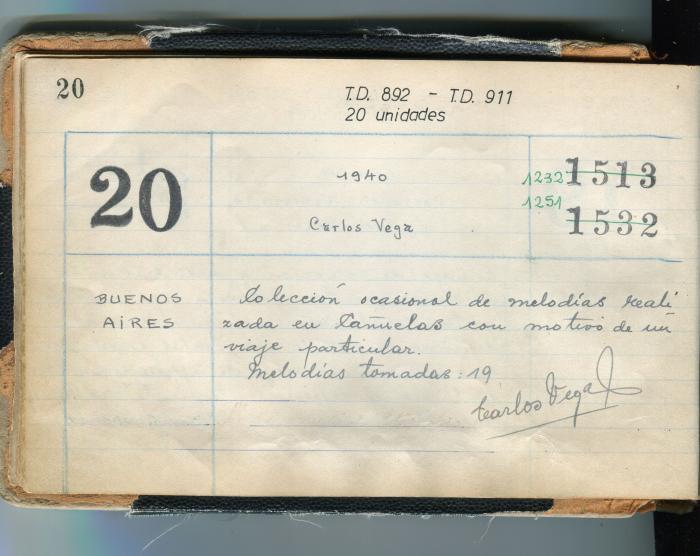 20
T.D. 892 - T.D. 911
20 unidades
20
1940
1232 1513
1251
Carlos Vega
1532
BUENOS
AIRES
Colección ocasional de melodías reali
zada en Cañuelas con motivo de un
viaje particular.
Melodías tomadas: 19
Carlos Vega